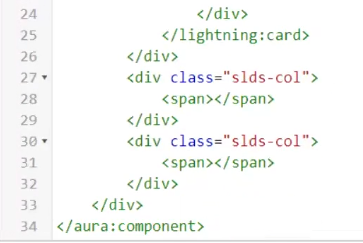 24 </div>
25 </lightning:card>
26 </div>
27 <div class="slds-col">
28 <span></span>
29 </div>
30 <div class="slds-col">
31 <span></span>
32 </div>
33 </div>
34 </aura:component>